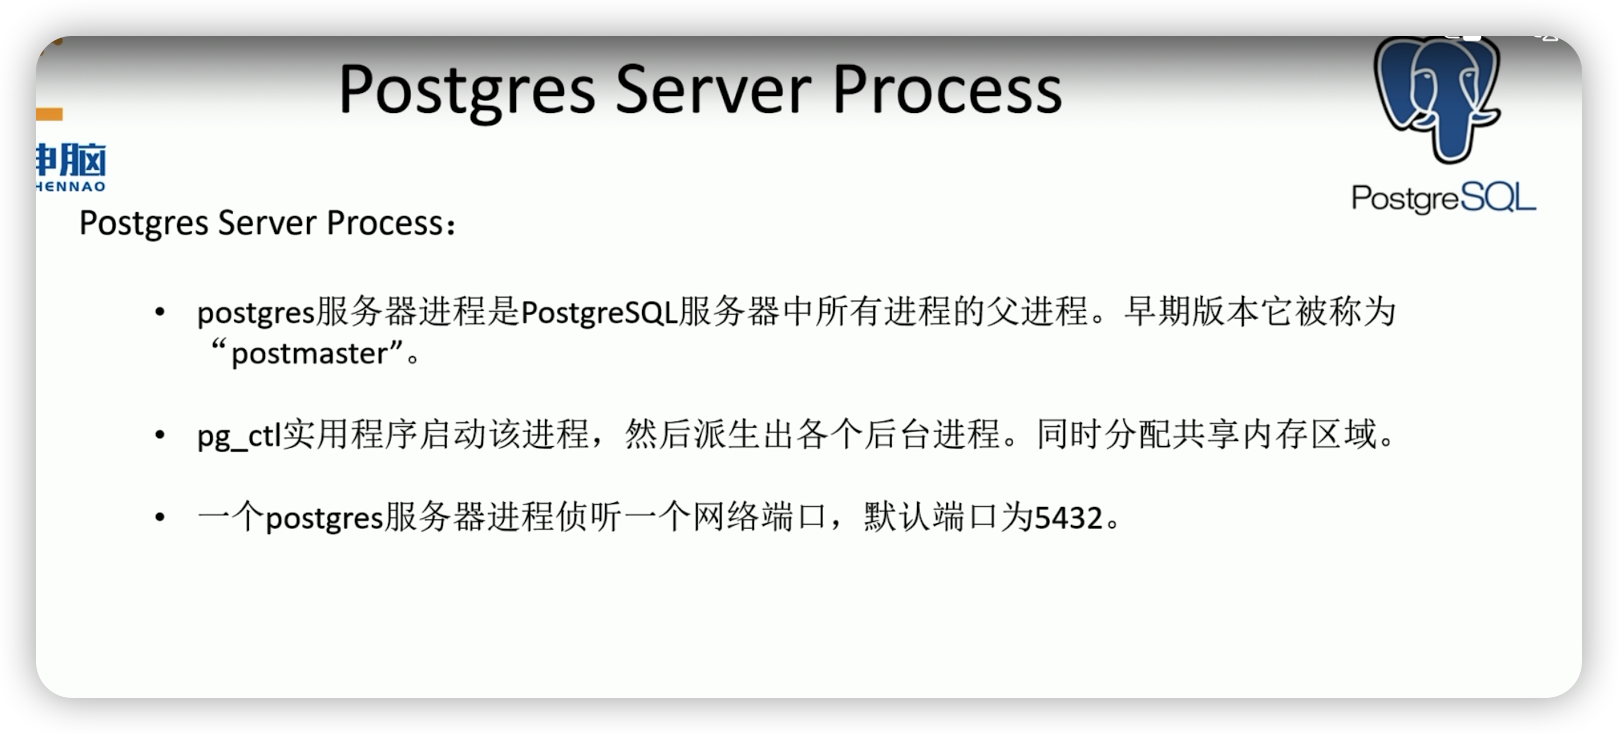 Postgres Server Process
PostgreSQL
神脑
HENNAO
Postgres Server Process：
• postgres服务器进程是PostgreSQL服务器中所有进程的父进程。早期版本它被称为
“postmaster”。
• pg_ctl实用程序启动该进程，然后派生出各个后台进程。同时分配共享内存区域。
• 一个postgres服务器进程侦听一个网络端口，默认端口为5432。